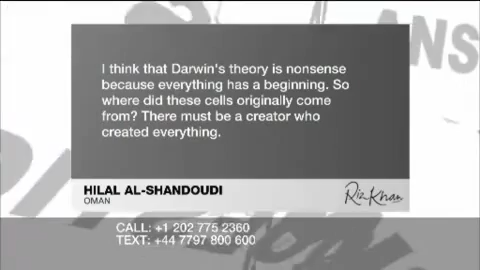 ANS
I think that Darwin's theory is nonsense
because everything has a beginning. So
where did these cells originally come
from? There must be a creator who
created everything.
HILAL AL-SHANDOUDI
OMAN
Riz Khan
CALL: +1 202 775 2360
TEXT: +44 7797 800 600